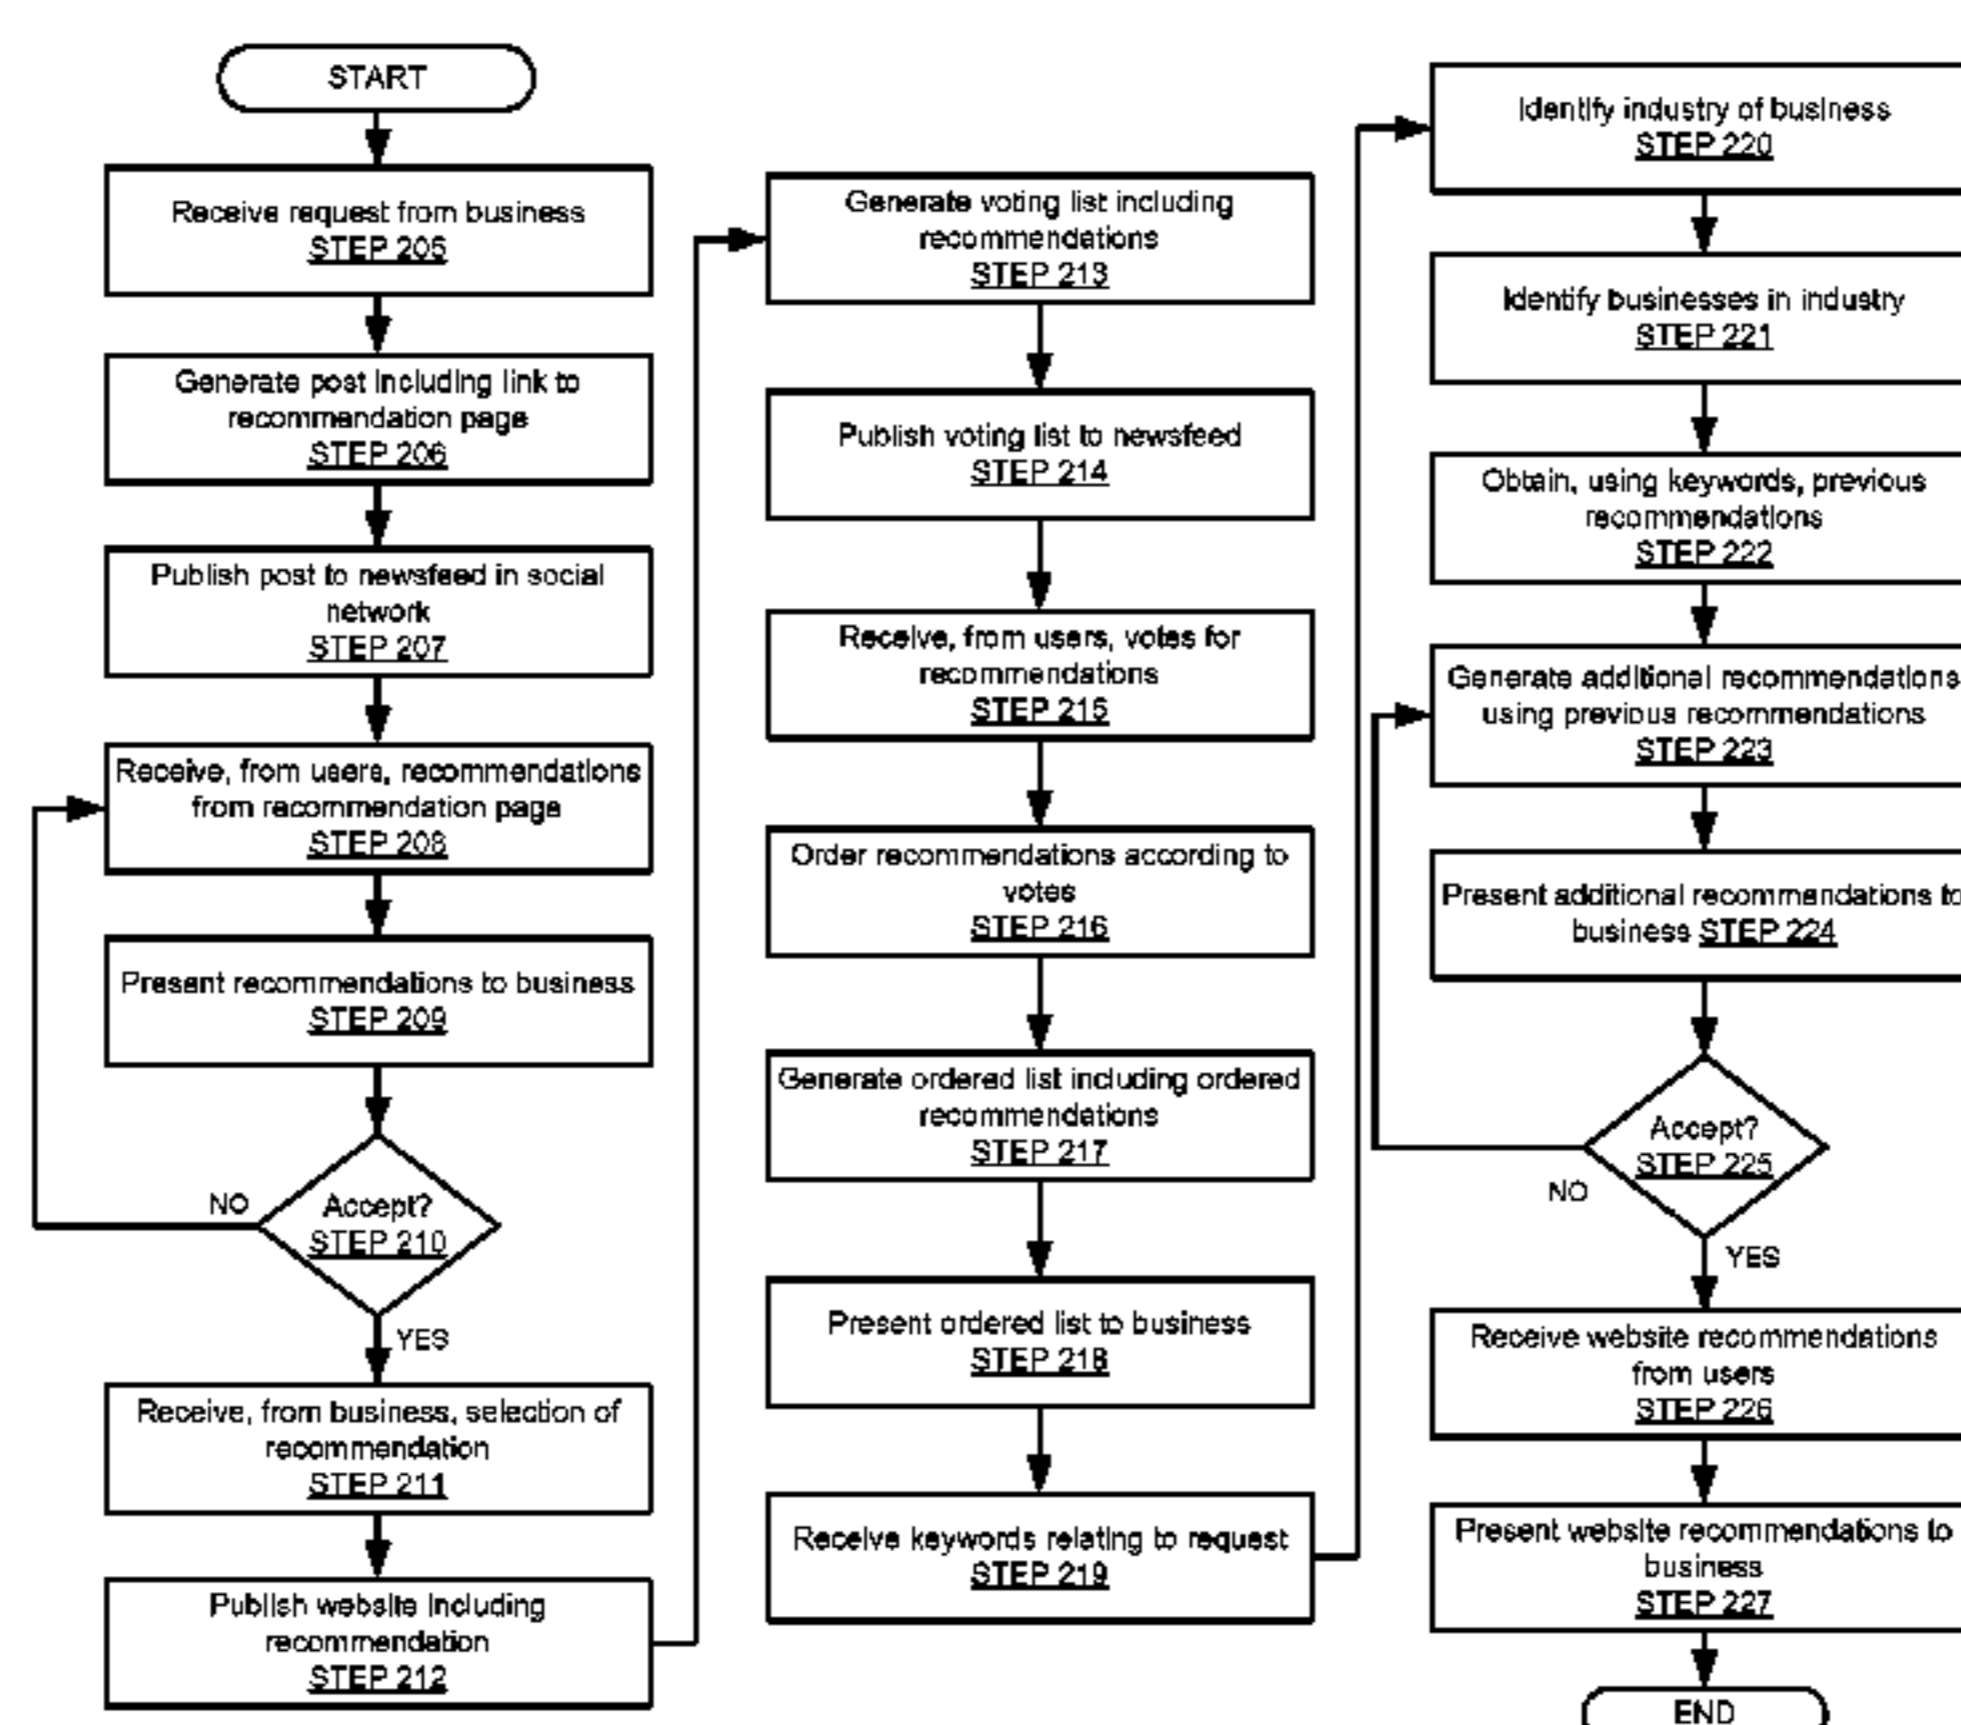 START
Receive request from business
STEP 205
Generate post including link to
recommendation page
STEP 206
Publish post to newsfeed in social
network
STEP 207
Receive, from users, recommendations
from recommendation page
STEP 208
Present recommendations to business
STEP 209
NO
Accept?
STEP 210
YES
Receive, from business, selection of
recommendation
STEP 211
Publish website including
recommendation
STEP 212
Generate voting list including
recommendations
STEP 213
Publish voting list to newsfeed
STEP 214
Receive, from users, votes for
recommendations
STEP 215
Order recommendations according to
votes
STEP 216
Generate ordered list including ordered
recommendations
STEP 217
Present ordered list to business
STEP 218
Receive keywords relating to request
STEP 219
Identify industry of business
STEP 220
Identify businesses in industry
STEP 221
Obtain, using keywords, previous
recommendations
STEP 222
Generate additional recommendations
using previous recommendations
STEP 223
Present additional recommendations to
business STEP 224
Accept?
STEP 225
NO
YES
Receive website recommendations
from users
STEP 226
Present website recommendations to
business
STEP 227
END